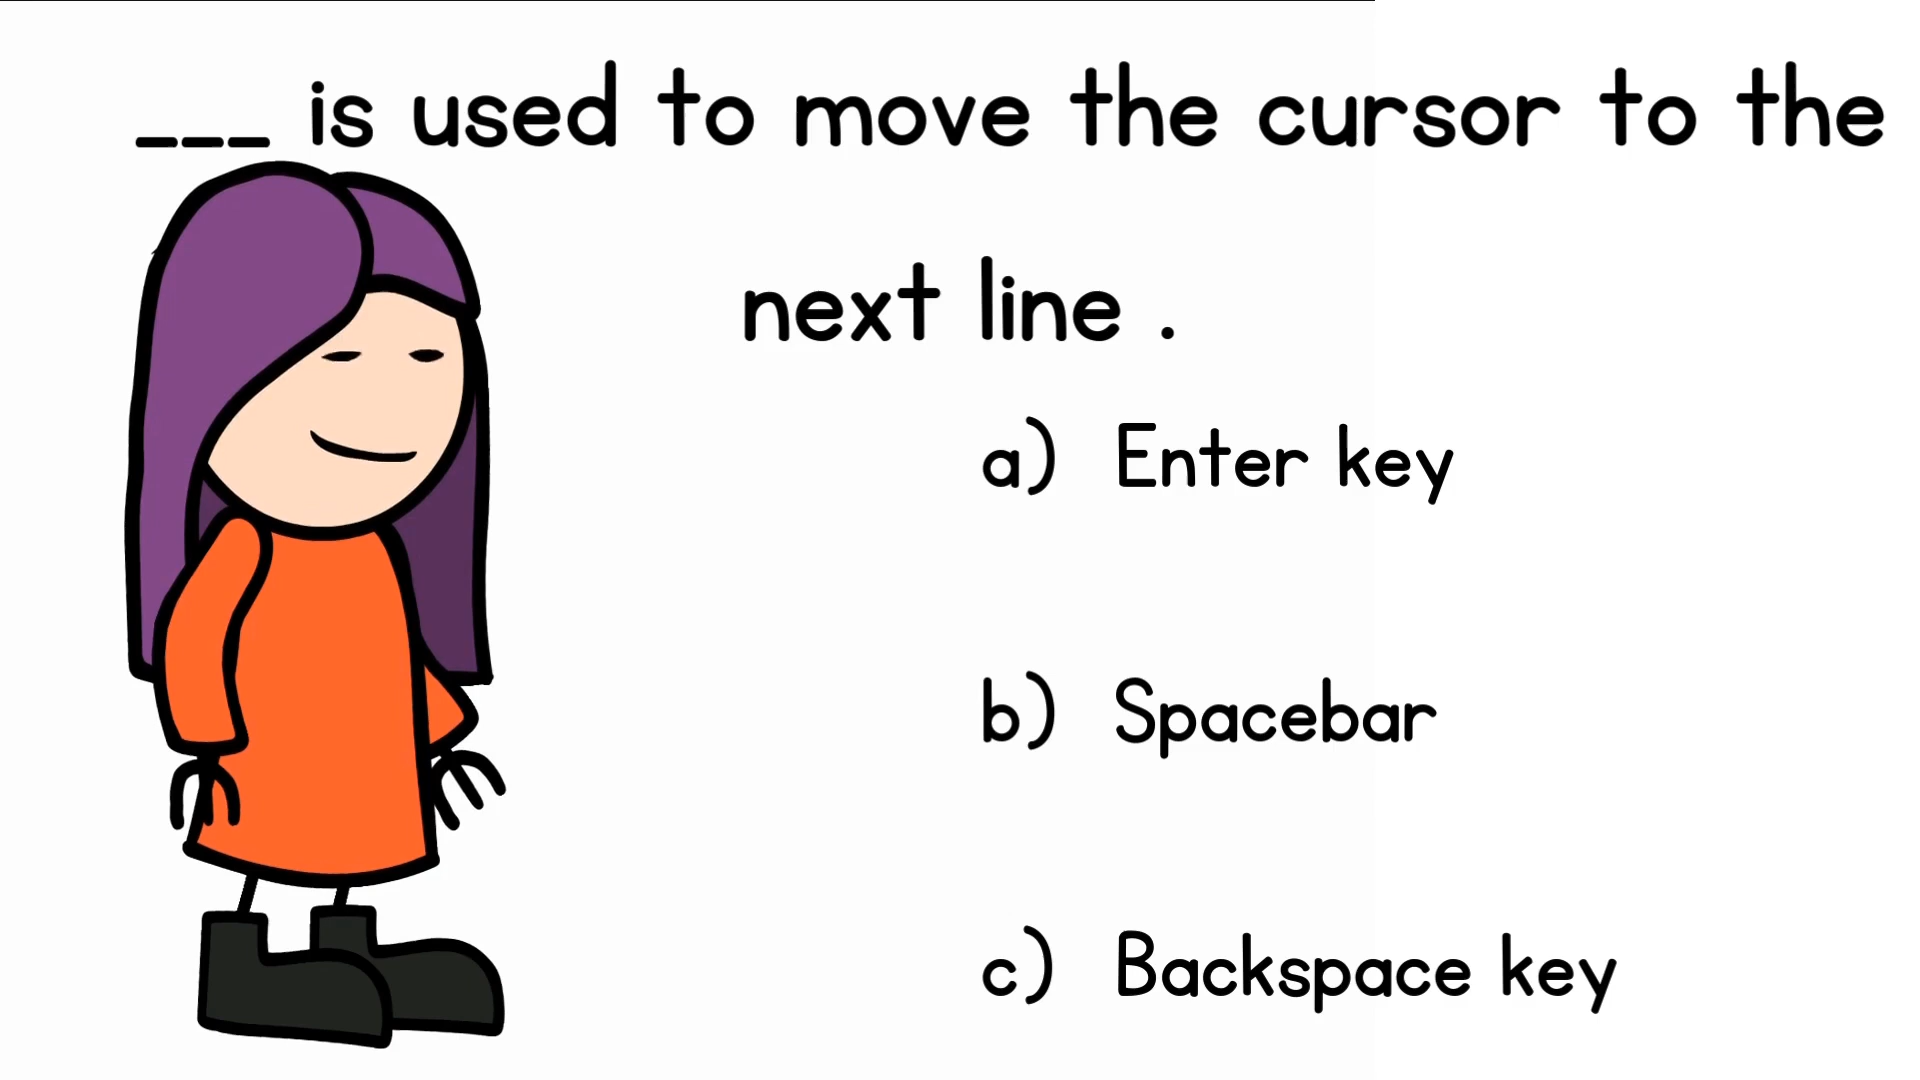 ___ is used to move the cursor to the
next line .
a) Enter key
b) Spacebar
c) Backspace key